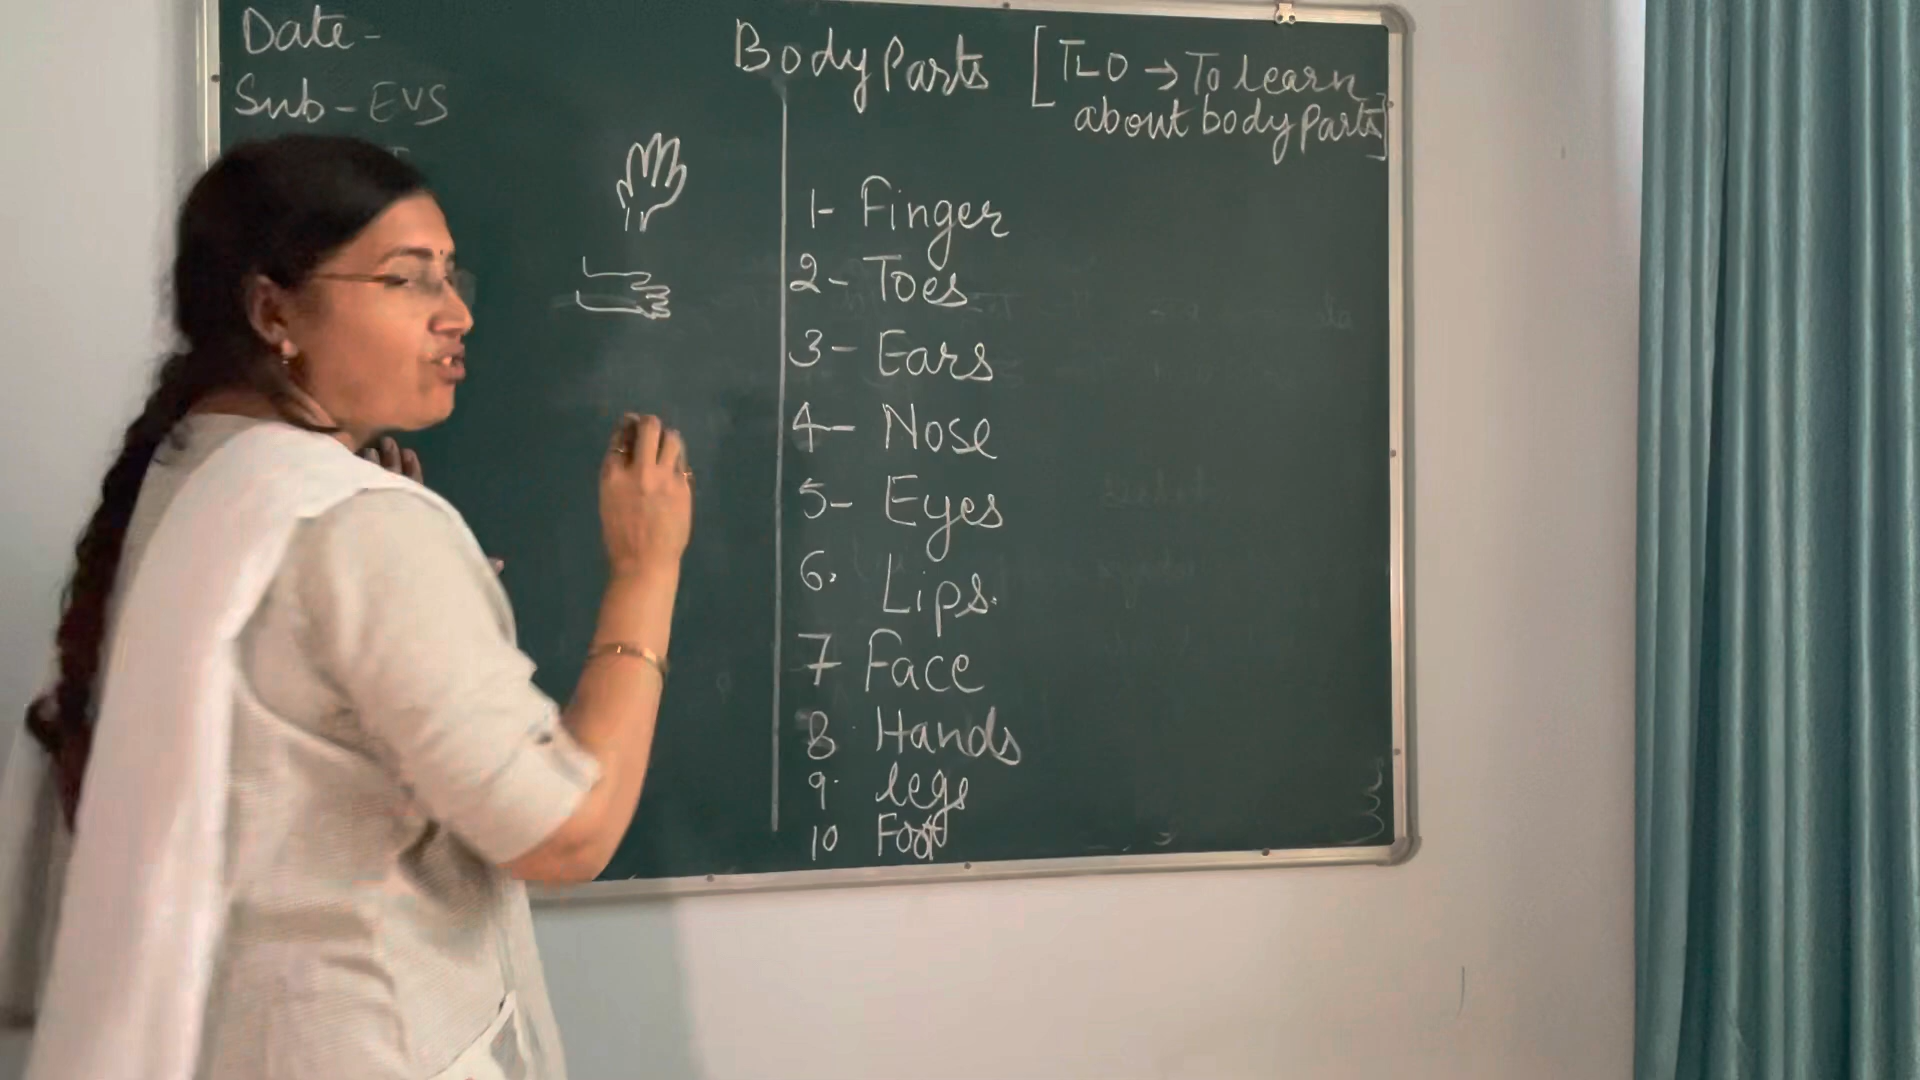 Date-
Sub- EVS
Body Parts [TLO → To learn
about body Parts]
1- Finger
2- Toes
3- Ears
4- Nose
5- Eyes
6. Lips.
7 Face
8. Hands
9. legs
10 Foot